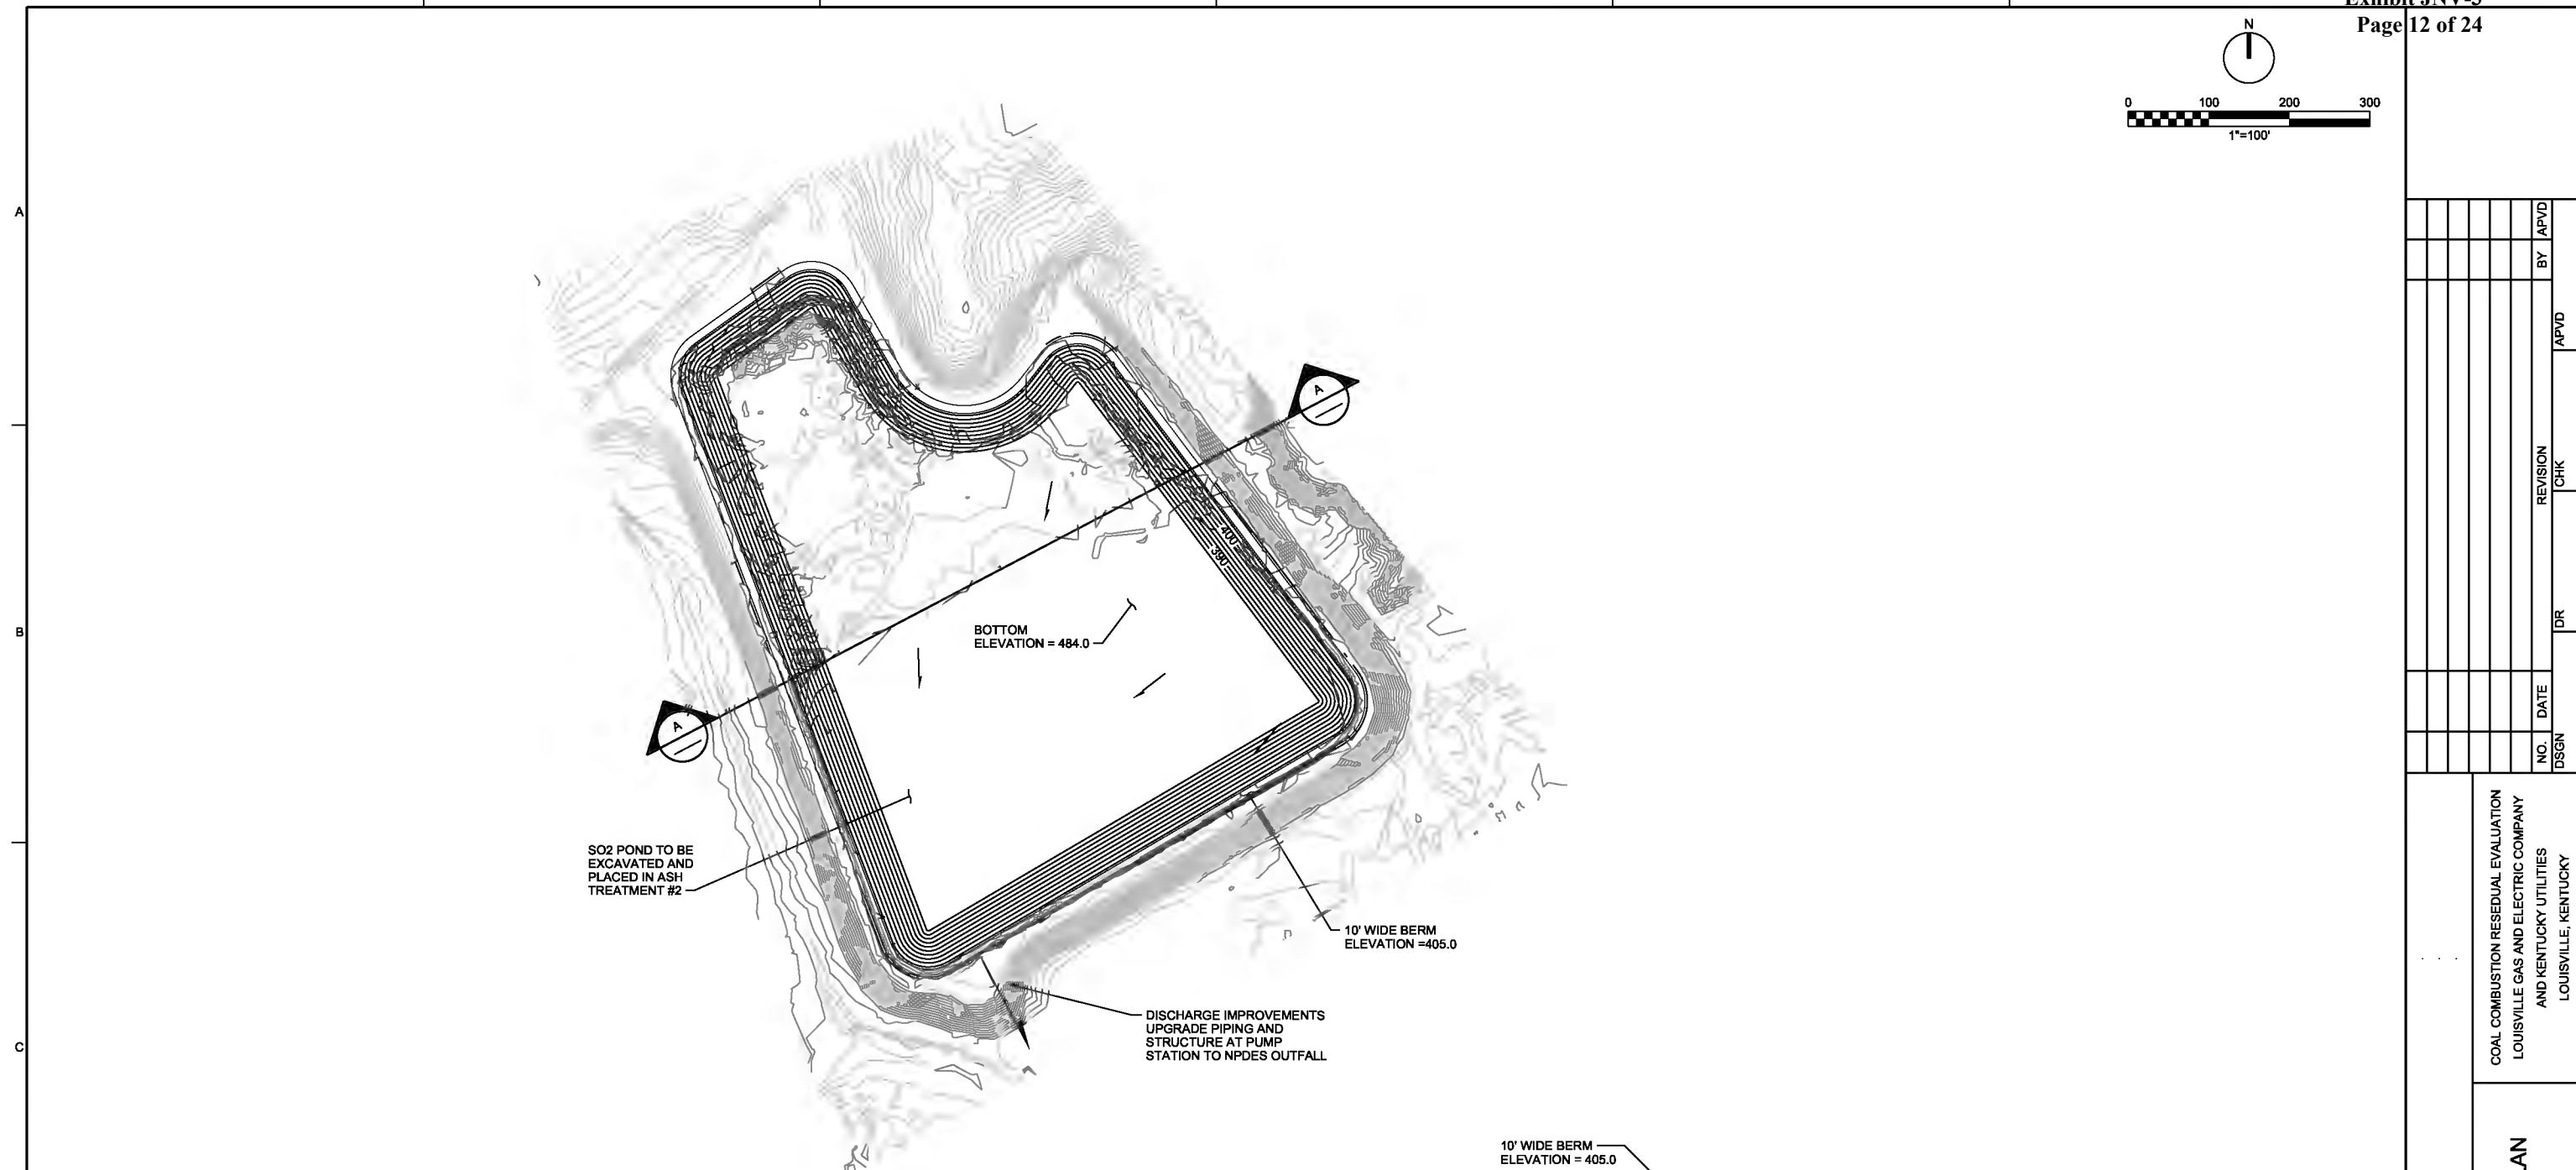 Exhibit JNV-3
Page 12 of 24
N
0 100 200 300
1"=100'
A
B
C
A
A
400
390
BOTTOM
ELEVATION = 484.0
SO2 POND TO BE
EXCAVATED AND
PLACED IN ASH
TREATMENT #2
10' WIDE BERM
ELEVATION =405.0
DISCHARGE IMPROVEMENTS
UPGRADE PIPING AND
STRUCTURE AT PUMP
STATION TO NPDES OUTFALL
10' WIDE BERM
ELEVATION = 405.0
NO. DATE REVISION BY APVD
DSGN DR CHK APVD
COAL COMBUSTION RESEDUAL EVALUATION
LOUISVILLE GAS AND ELECTRIC COMPANY
AND KENTUCKY UTILITIES
LOUISVILLE, KENTUCKY